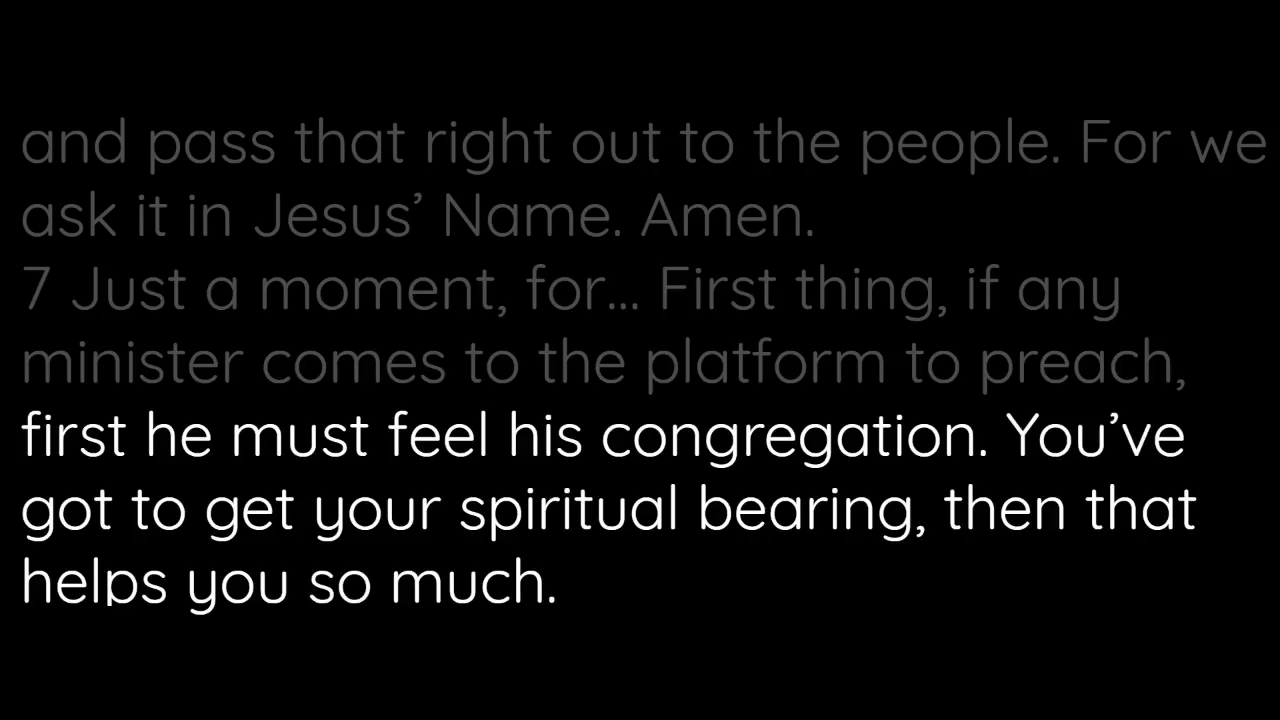 and pass that right out to the people. For we
ask it in Jesus’ Name. Amen.
7 Just a moment, for... First thing, if any
minister comes to the platform to preach,
first he must feel his congregation. You’ve
got to get your spiritual bearing, then that
helps you so much.